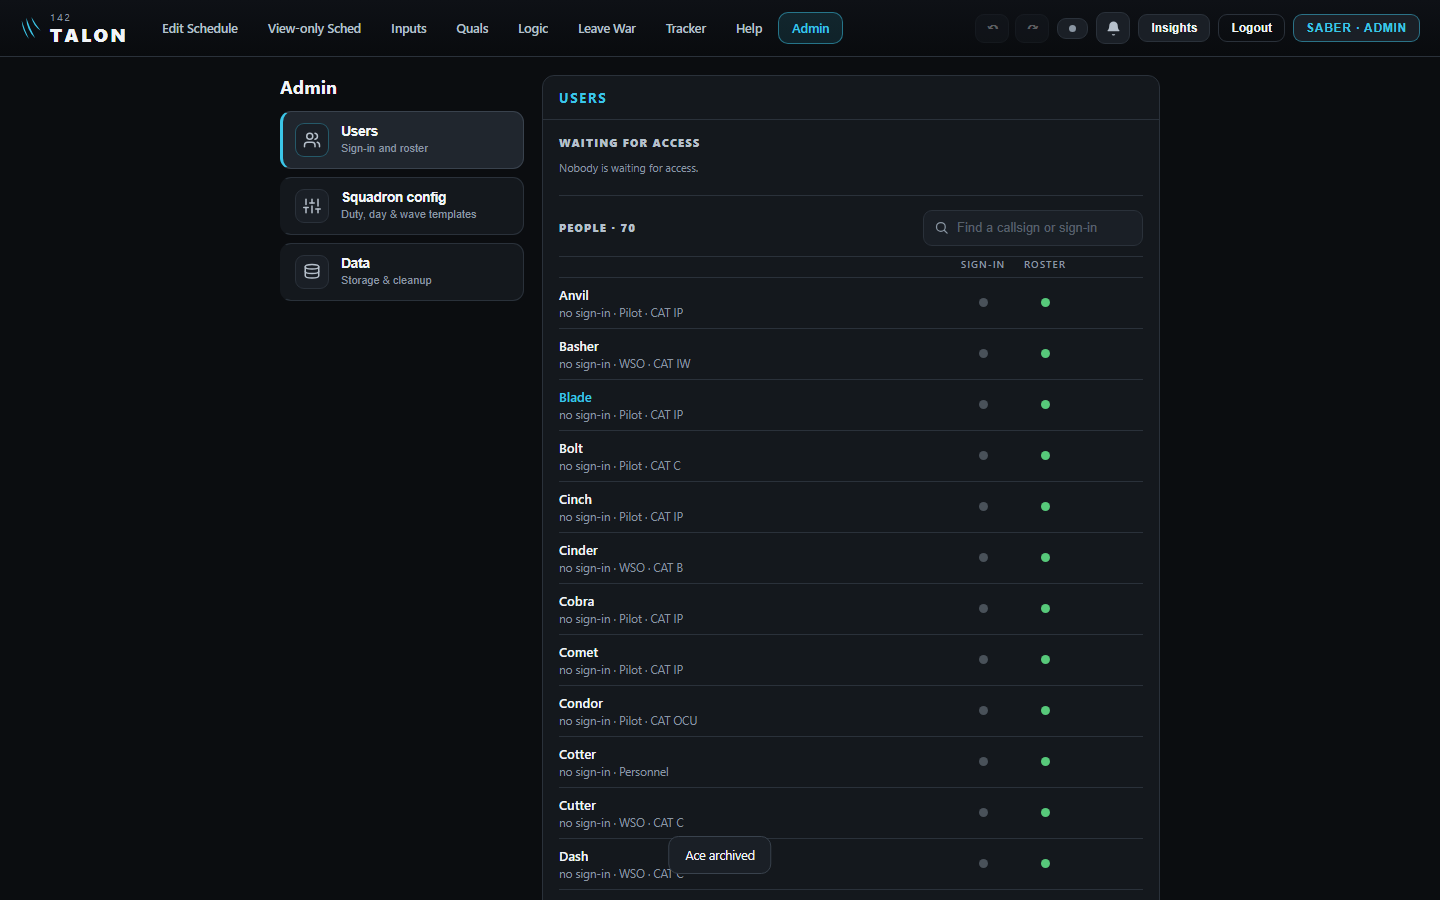 142
TALON
Edit Schedule
View-only Sched
Inputs
Quals
Logic
Leave War
Tracker
Help
Admin
Insights
Logout
SABER · ADMIN
Admin
Users
Sign-in and roster
Squadron config
Duty, day & wave templates
Data
Storage & cleanup
USERS
WAITING FOR ACCESS
Nobody is waiting for access.
PEOPLE · 70
Find a callsign or sign-in
SIGN-IN
ROSTER
Anvil
no sign-in · Pilot · CAT IP
Basher
no sign-in · WSO · CAT IW
Blade
no sign-in · Pilot · CAT IP
Bolt
no sign-in · Pilot · CAT C
Cinch
no sign-in · Pilot · CAT IP
Cinder
no sign-in · WSO · CAT B
Cobra
no sign-in · Pilot · CAT IP
Comet
no sign-in · Pilot · CAT IP
Condor
no sign-in · Pilot · CAT OCU
Cotter
no sign-in · Personnel
Cutter
no sign-in · WSO · CAT C
Dash
no sign-in · WSO · CAT C
Ace archived